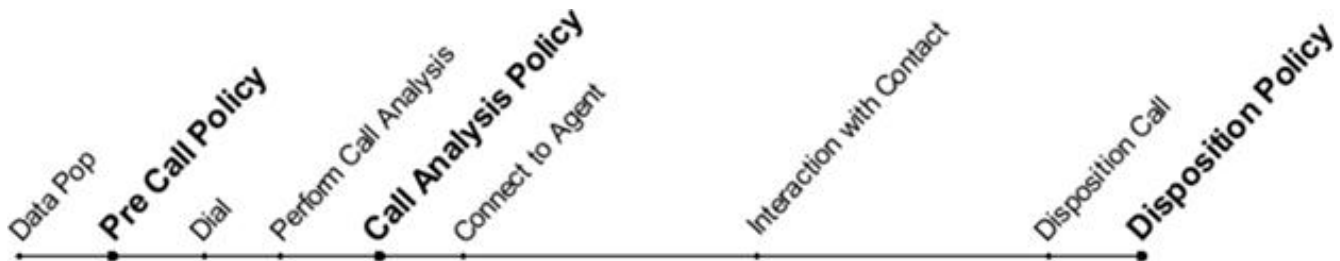 Data Pop
Pre Call Policy
Dial
Perform Call Analysis
Call Analysis Policy
Connect to Agent
Interaction with Contact
Disposition Call
Disposition Policy